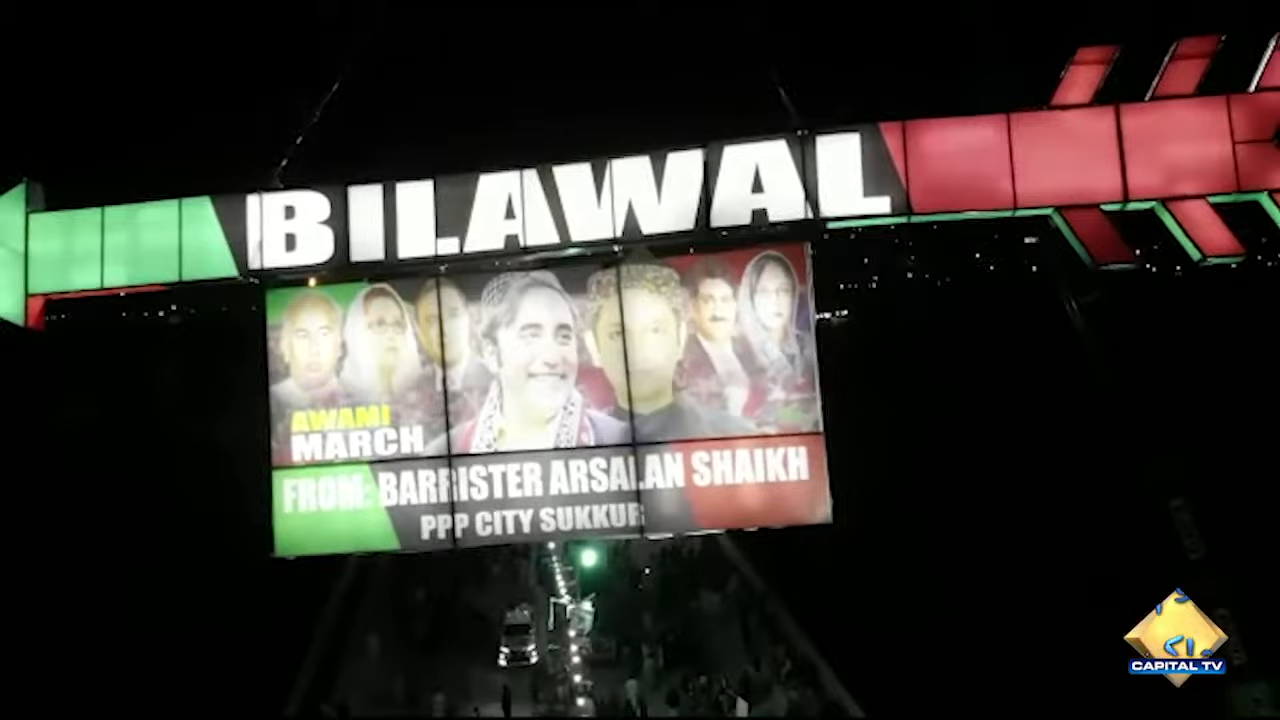 BILAWAL
AWAMI
MARCH
FROM: BARRISTER ARSALAN SHAIKH
PPP CITY SUKKUR
CAPITAL TV